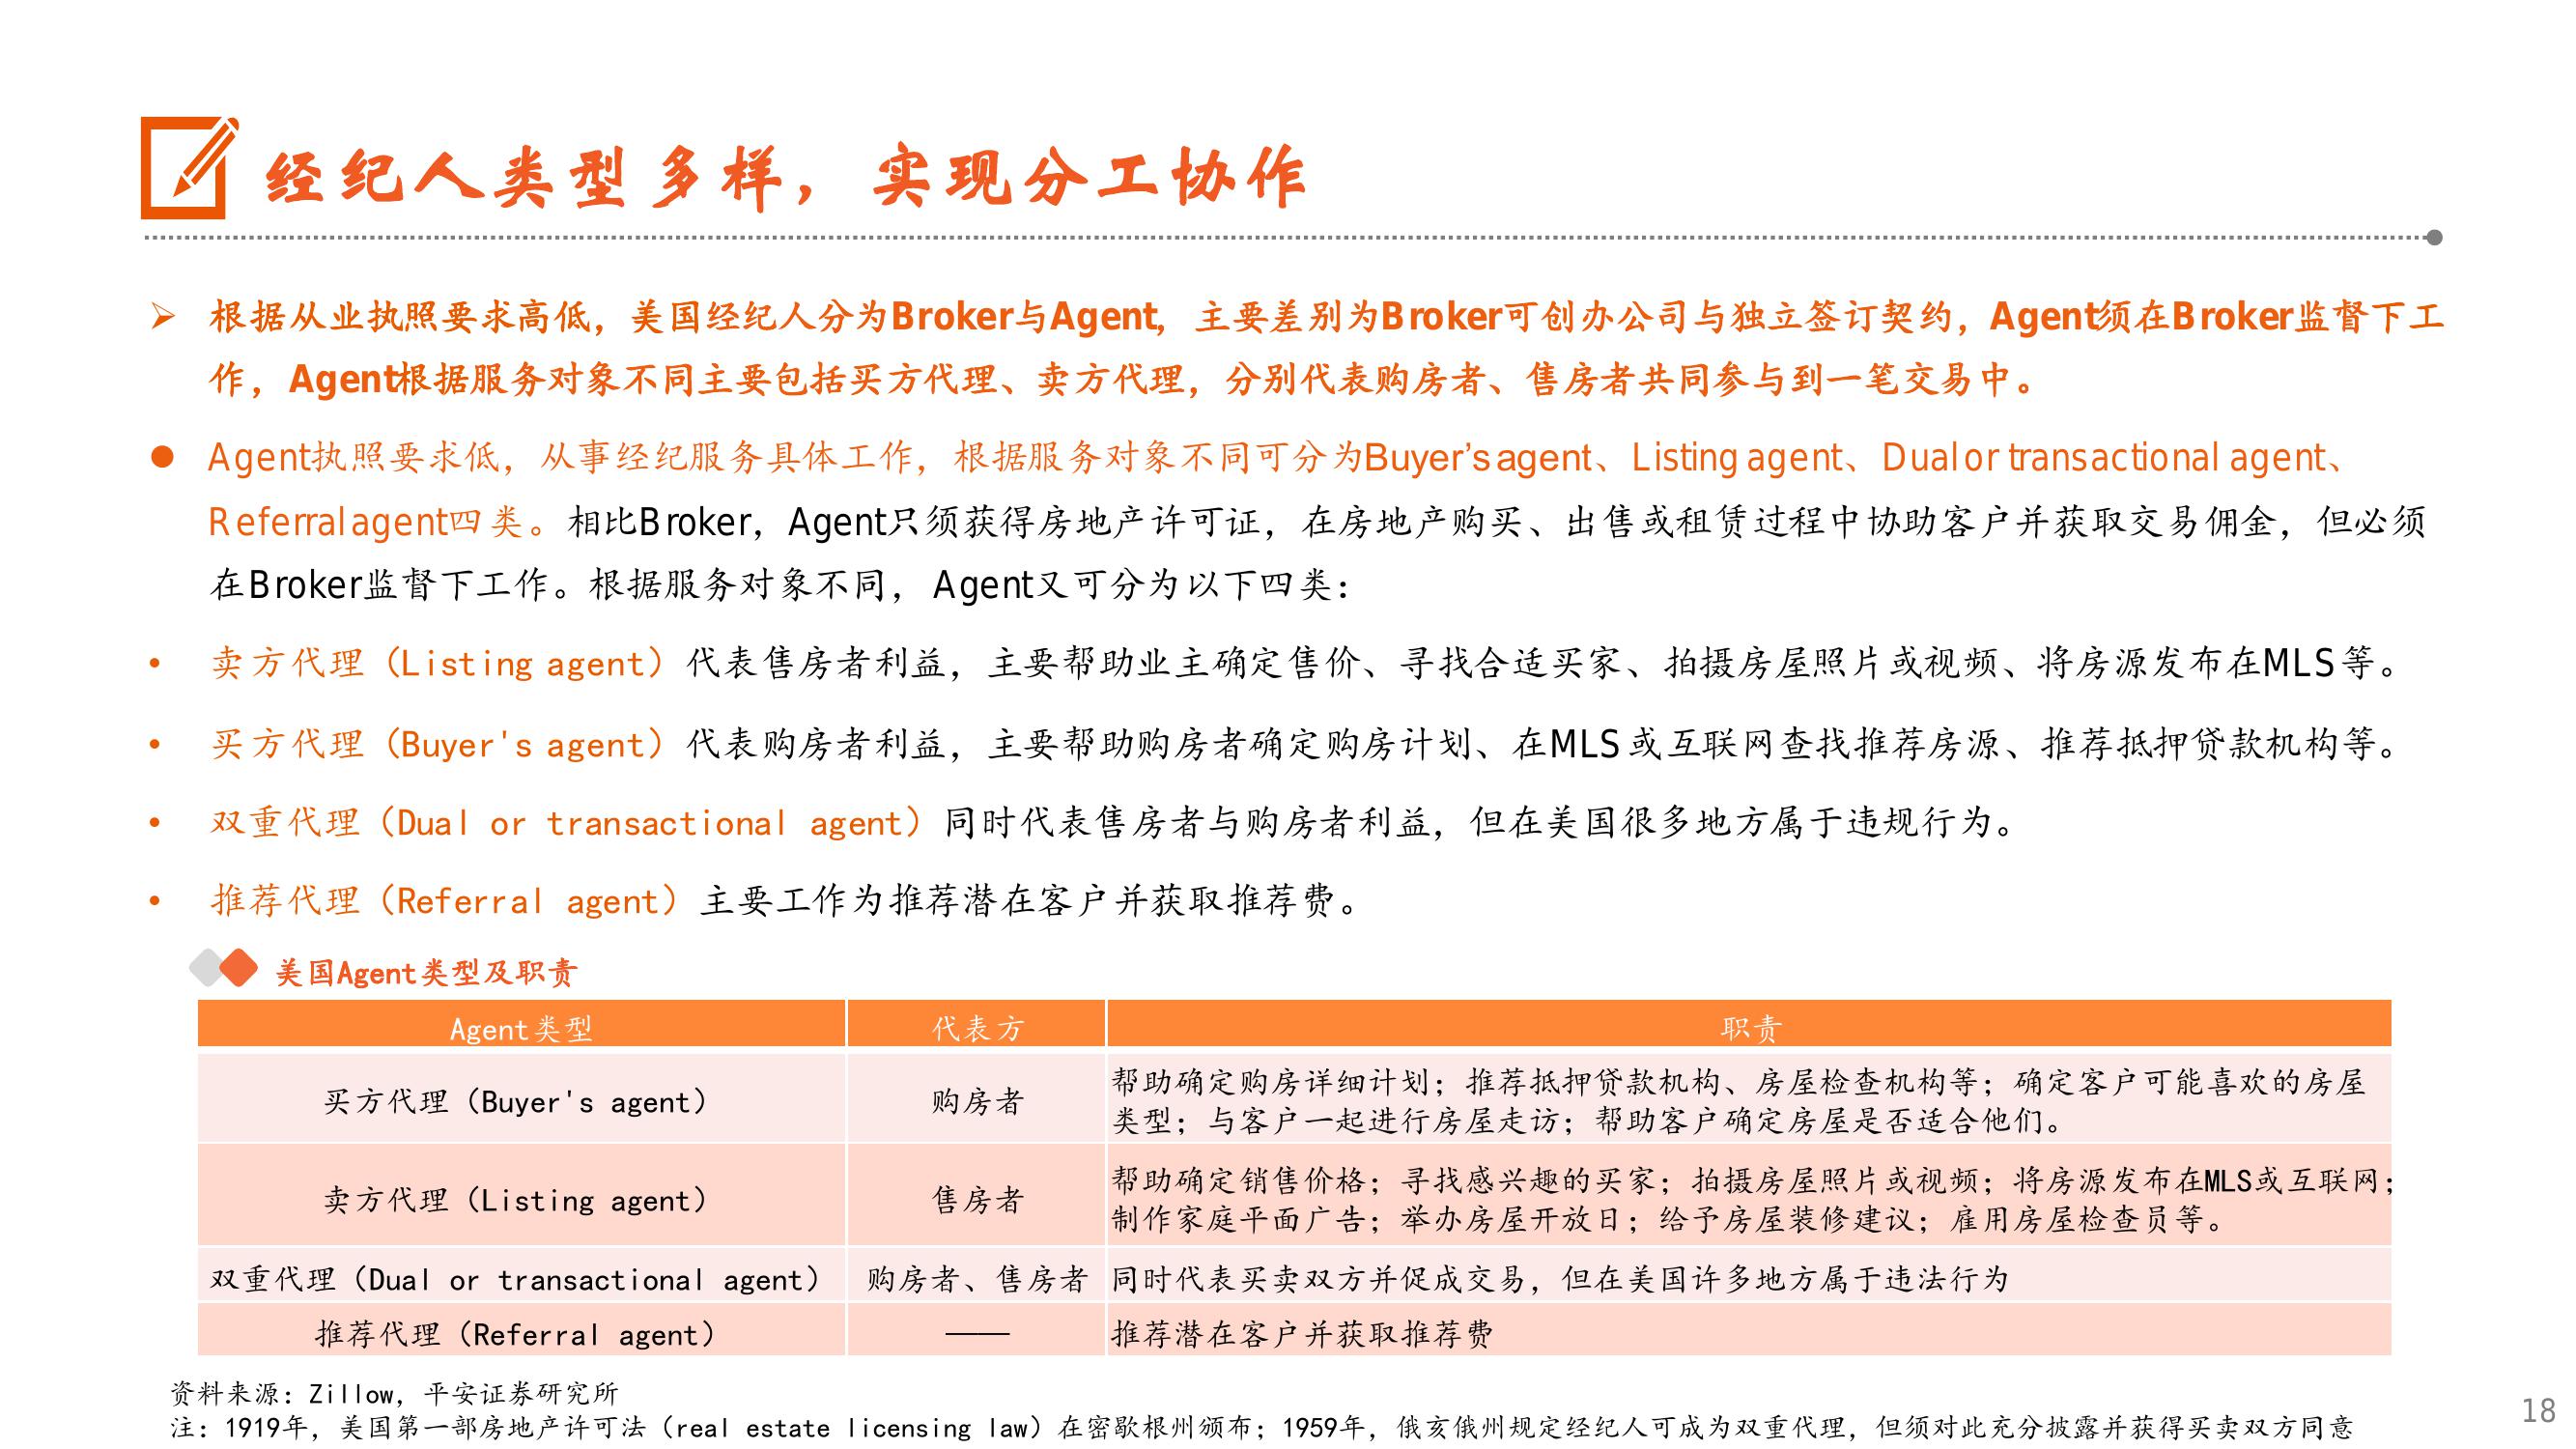 经纪人类型多样，实现分工协作
根据从业执照要求高低，美国经纪人分为Broker与Agent，主要差别为Broker可创办公司与独立签订契约，Agent须在Broker监督下工
作，Agent根据服务对象不同主要包括买方代理、卖方代理，分别代表购房者、售房者共同参与到一笔交易中。
Agent执照要求低，从事经纪服务具体工作，根据服务对象不同可分为Buyer’s agent、Listing agent、Dual or transactional agent、
Referral agent四类。相比Broker，Agent只须获得房地产许可证，在房地产购买、出售或租赁过程中协助客户并获取交易佣金，但必须
在Broker监督下工作。根据服务对象不同，Agent又可分为以下四类：
卖方代理（Listing agent）代表售房者利益，主要帮助业主确定售价、寻找合适买家、拍摄房屋照片或视频、将房源发布在MLS等。
买方代理（Buyer's agent）代表购房者利益，主要帮助购房者确定购房计划、在MLS或互联网查找推荐房源、推荐抵押贷款机构等。
双重代理（Dual or transactional agent）同时代表售房者与购房者利益，但在美国很多地方属于违规行为。
推荐代理（Referral agent）主要工作为推荐潜在客户并获取推荐费。
美国Agent类型及职责
Agent类型 代表方 职责
买方代理（Buyer's agent） 购房者 帮助确定购房详细计划；推荐抵押贷款机构、房屋检查机构等；确定客户可能喜欢的房屋
类型；与客户一起进行房屋走访；帮助客户确定房屋是否适合他们。
卖方代理（Listing agent） 售房者 帮助确定销售价格；寻找感兴趣的买家；拍摄房屋照片或视频；将房源发布在MLS或互联网；
制作家庭平面广告；举办房屋开放日；给予房屋装修建议；雇用房屋检查员等。
双重代理（Dual or transactional agent） 购房者、售房者 同时代表买卖双方并促成交易，但在美国许多地方属于违法行为
推荐代理（Referral agent） —— 推荐潜在客户并获取推荐费
资料来源：Zillow，平安证券研究所
注：1919年，美国第一部房地产许可法（real estate licensing law）在密歇根州颁布；1959年，俄亥俄州规定经纪人可成为双重代理，但须对此充分披露并获得买卖双方同意
18